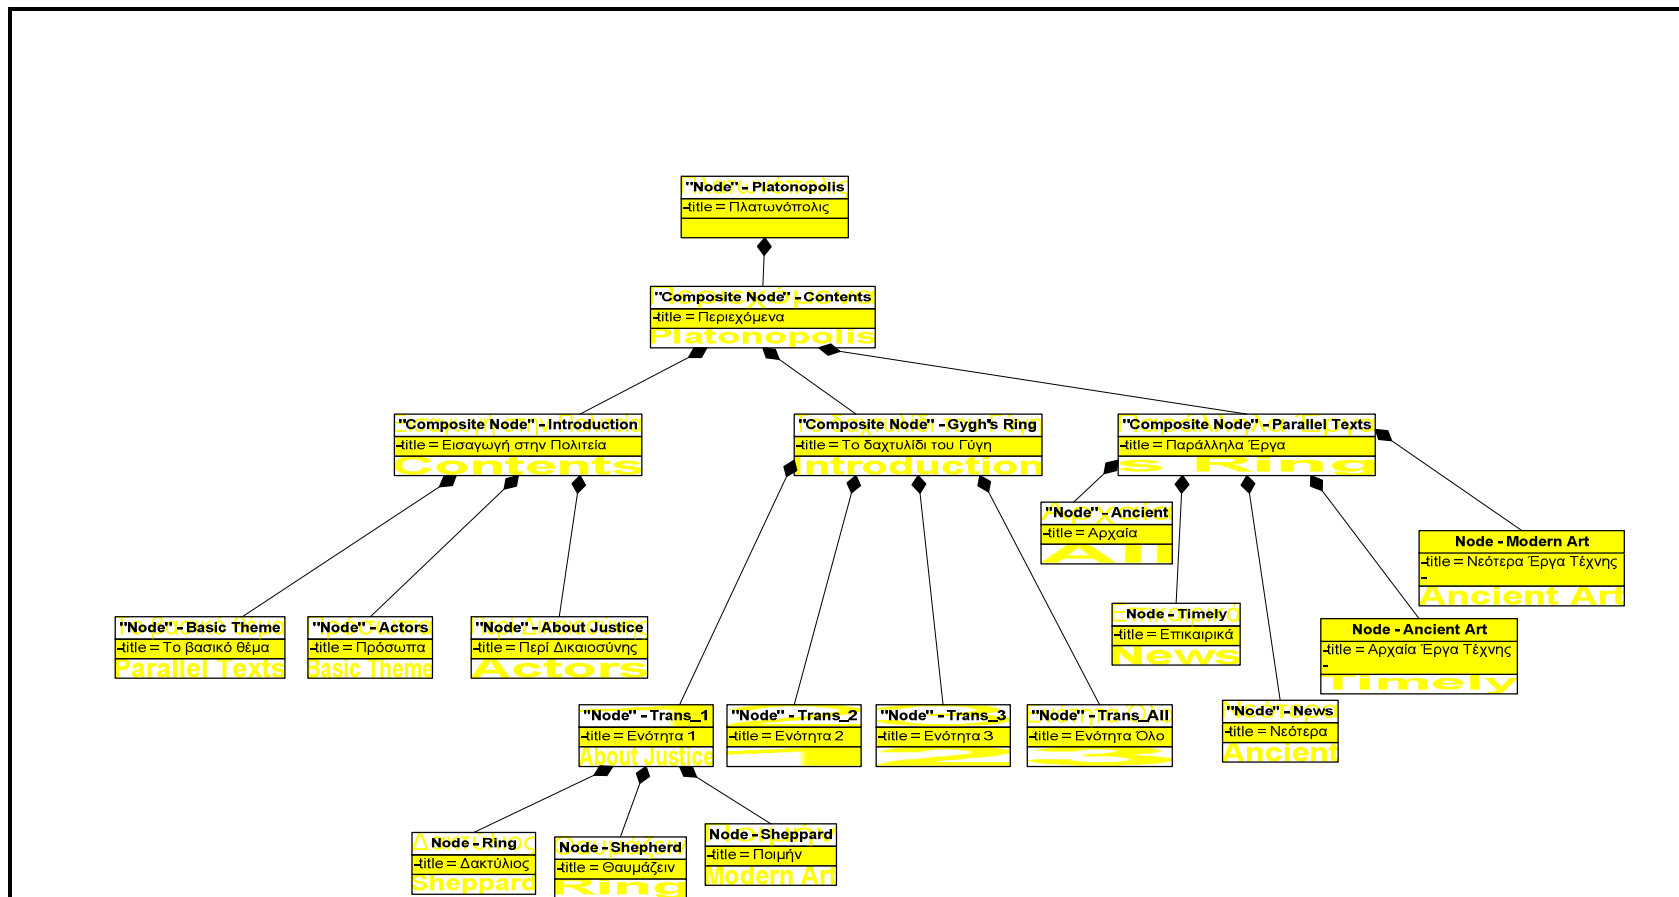 "Node" - Platonopolis
-title = Πλατωνόπολις
"Composite Node" - Contents
-title = Περιεχόμενα
Platonopolis
"Composite Node" - Introduction
-title = Εισαγωγή στην Πολιτεία
Contents
"Composite Node" - Gygh's Ring
-title = Το δαχτυλίδι του Γύγη
Introduction
"Composite Node" - Parallel Texts
-title = Παράλληλα Έργα
s Ring
"Node" - Ancient
-title = Αρχαία
All
Node - Modern Art
-title = Νεότερα Έργα Τέχνης
-
Ancient Art
Node - Timely
-title = Επικαιρικά
News
Node - Ancient Art
-title = Αρχαία Έργα Τέχνης
-
Timely
"Node" - Basic Theme
-title = Το βασικό θέμα
Parallel Texts
"Node" - Actors
-title = Πρόσωπα
Basic Theme
"Node" - About Justice
-title = Περί Δικαιοσύνης
Actors
"Node" - Trans_1
-title = Ενότητα 1
About Justice
"Node" - Trans_2
-title = Ενότητα 2
"Node" - Trans_3
-title = Ενότητα 3
2
"Node" - Trans_All
-title = Ενότητα Όλο
3
"Node" - News
-title = Νεότερα
Ancient
Node - Ring
-title = Δακτύλιος
Sheppard
Node - Shepherd
-title = Θαυμάζειν
Ring
Node - Sheppard
-title = Ποιμήν
Modern Art